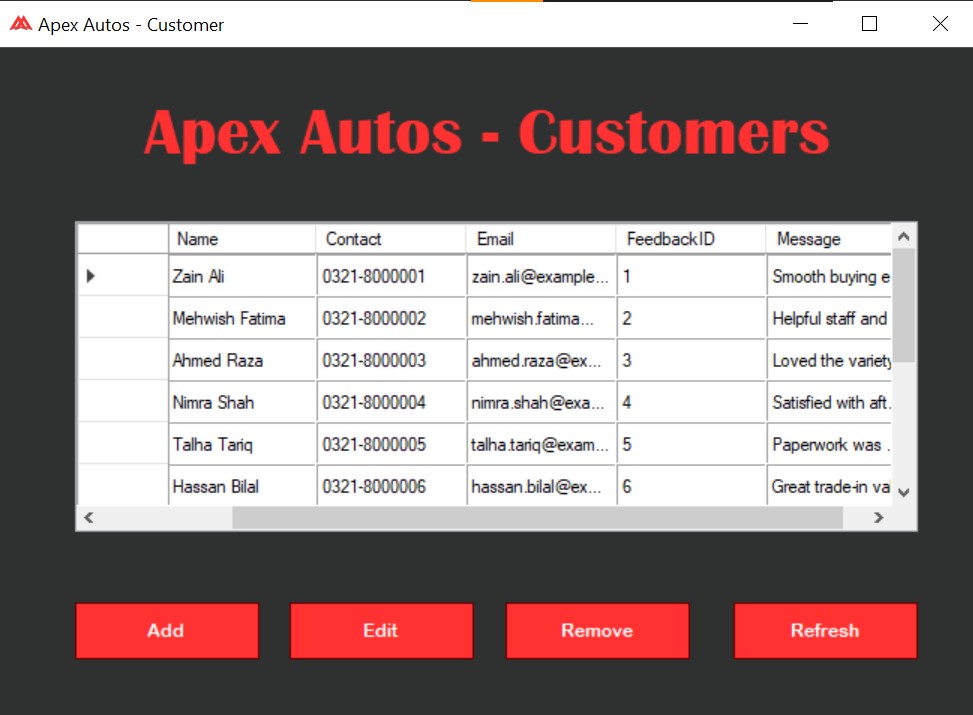 Apex Autos - Customer
Apex Autos - Customers
Name Contact Email FeedbackID Message
Zain Ali 0321-8000001 zain.ali@example... 1 Smooth buying e
Mehwish Fatima 0321-8000002 mehwish.fatima... 2 Helpful staff and
Ahmed Raza 0321-8000003 ahmed.raza@ex... 3 Loved the variety
Nimra Shah 0321-8000004 nimra.shah@exa... 4 Satisfied with aft.
Talha Tariq 0321-8000005 talha.tariq@exam... 5 Paperwork was .
Hassan Bilal 0321-8000006 hassan.bilal@ex... 6 Great trade-in va
Add Edit Remove Refresh